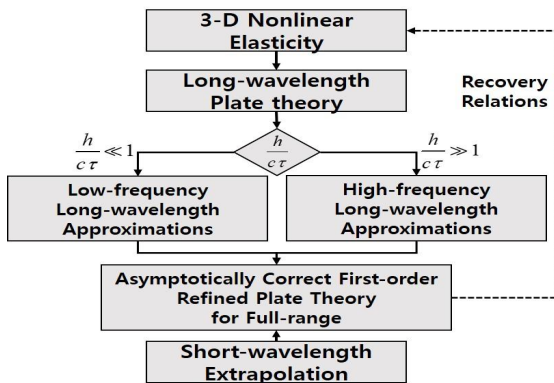 3-D Nonlinear
Elasticity
Long-wavelength
Plate theory
Recovery
Relations
h/cτ ≪ 1
h/cτ
h/cτ ≫ 1
Low-frequency
Long-wavelength
Approximations
High-frequency
Long-wavelength
Approximations
Asymptotically Correct First-order
Refined Plate Theory
for Full-range
Short-wavelength
Extrapolation